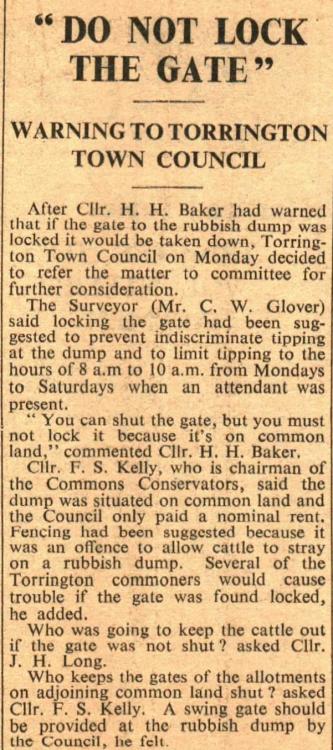 “DO NOT LOCK
THE GATE”
WARNING TO TORRINGTON
TOWN COUNCIL
After Cllr. H. H. Baker had warned
that if the gate to the rubbish dump was
locked it would be taken down, Torring-
ton Town Council on Monday decided
to refer the matter to committee for
further consideration.
The Surveyor (Mr. C. W. Glover)
said locking the gate had been sug-
gested to prevent indiscriminate tipping
at the dump and to limit tipping to the
hours of 8 a.m to 10 a.m. from Mondays
to Saturdays when an attendant was
present.
“ You can shut the gate, but you must
not lock it because it's on common
land,” commented Cllr. H. H. Baker.
Cllr. F. S. Kelly, who is chairman of
the Commons Conservators, said the
dump was situated on common land and
the Council only paid a nominal rent.
Fencing had been suggested because it
was an offence to allow cattle to stray
on a rubbish dump. Several of the
Torrington commoners would cause
trouble if the gate was found locked,
he added.
Who was going to keep the cattle out
if the gate was not shut ? asked Cllr.
J. H. Long.
Who keeps the gates of the allotments
on adjoining common land shut ? asked
Cllr. F. S. Kelly. A swing gate should
be provided at the rubbish dump by
the Council, he felt.